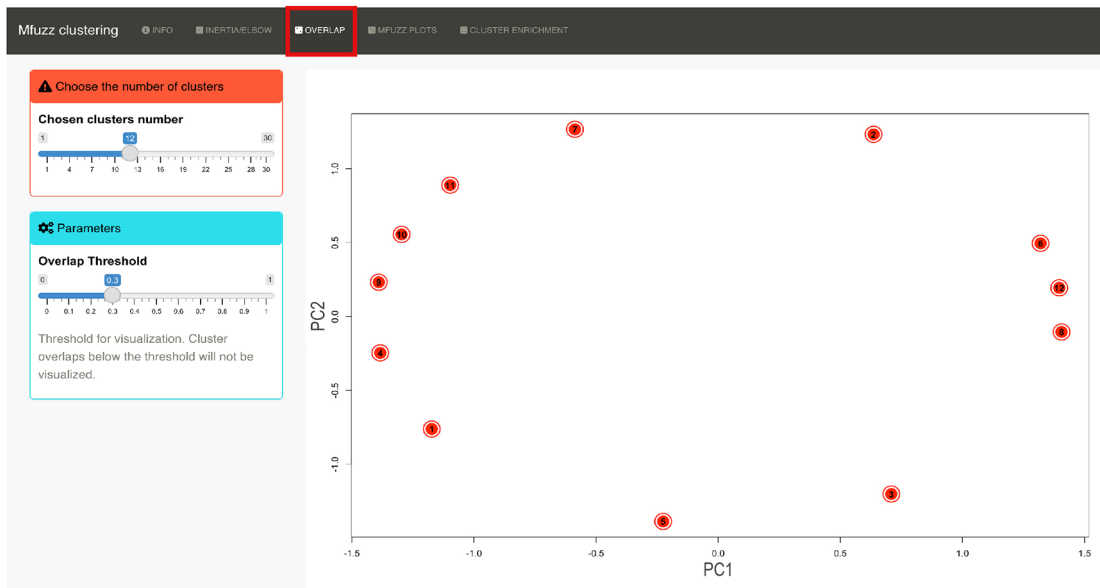 Mfuzz clustering INFO INERTIA/ELBOW OVERLAP MFUZZ PLOTS CLUSTER ENRICHMENT
Choose the number of clusters
Chosen clusters number
1 12 30
1 4 7 10 13 16 19 22 25 28 30
Parameters
Overlap Threshold
0 0.3 1
0 0.1 0.2 0.3 0.4 0.5 0.6 0.7 0.8 0.9 1
Threshold for visualization. Cluster
overlaps below the threshold will not be
visualized.
PC2
1.0
0.5
0.0
-0.5
-1.0
7
2
11
10
6
9
12
8
4
1
3
5
-1.5 -1.0 -0.5 0.0 0.5 1.0 1.5
PC1